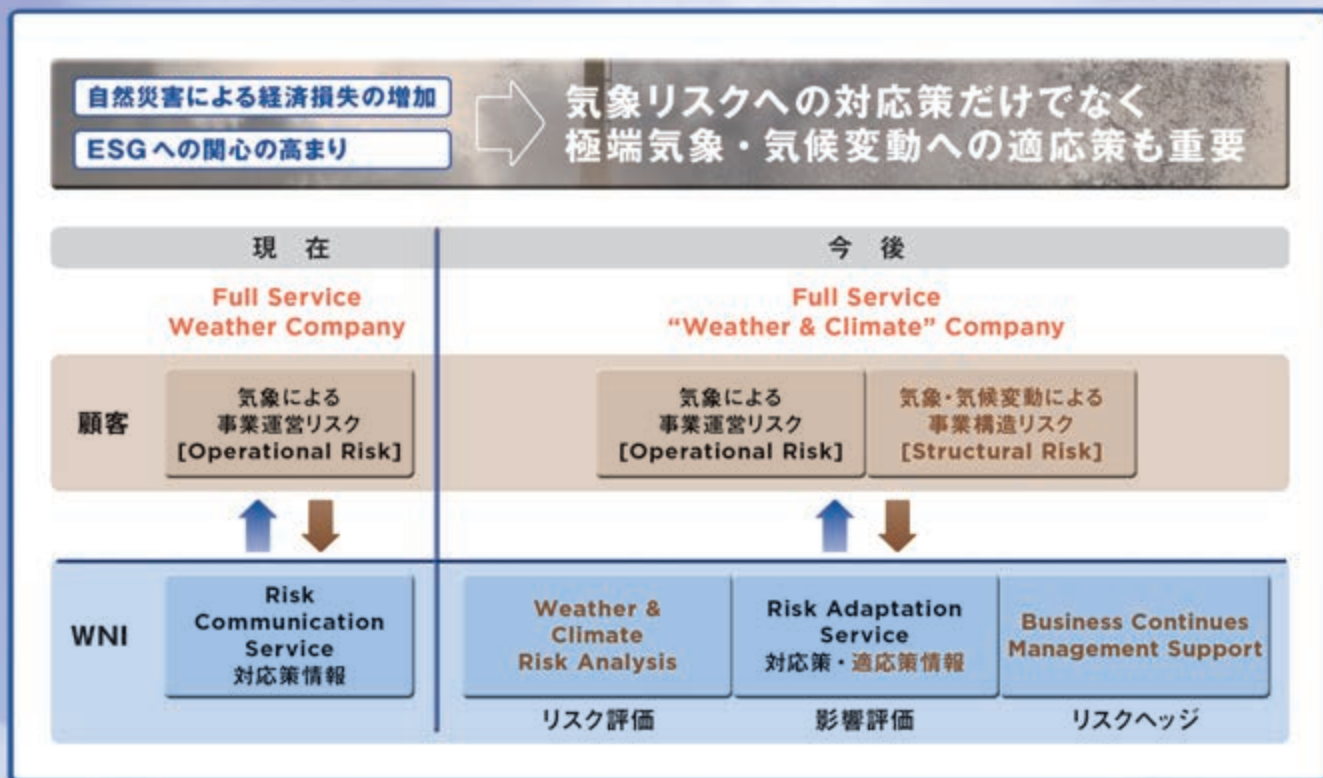 自然災害による経済損失の増加
ESGへの関心の高まり
気象リスクへの対応策だけでなく
極端気象・気候変動への適応策も重要
現 在
今 後
Full Service
Weather Company
Full Service
“Weather & Climate” Company
顧客
気象による
事業運営リスク
[Operational Risk]
気象による
事業運営リスク
[Operational Risk]
気象・気候変動による
事業構造リスク
[Structural Risk]
WNI
Risk
Communication
Service
対応策情報
Weather &
Climate
Risk Analysis
Risk Adaptation
Service
対応策・適応策情報
Business Continues
Management Support
リスク評価
影響評価
リスクヘッジ